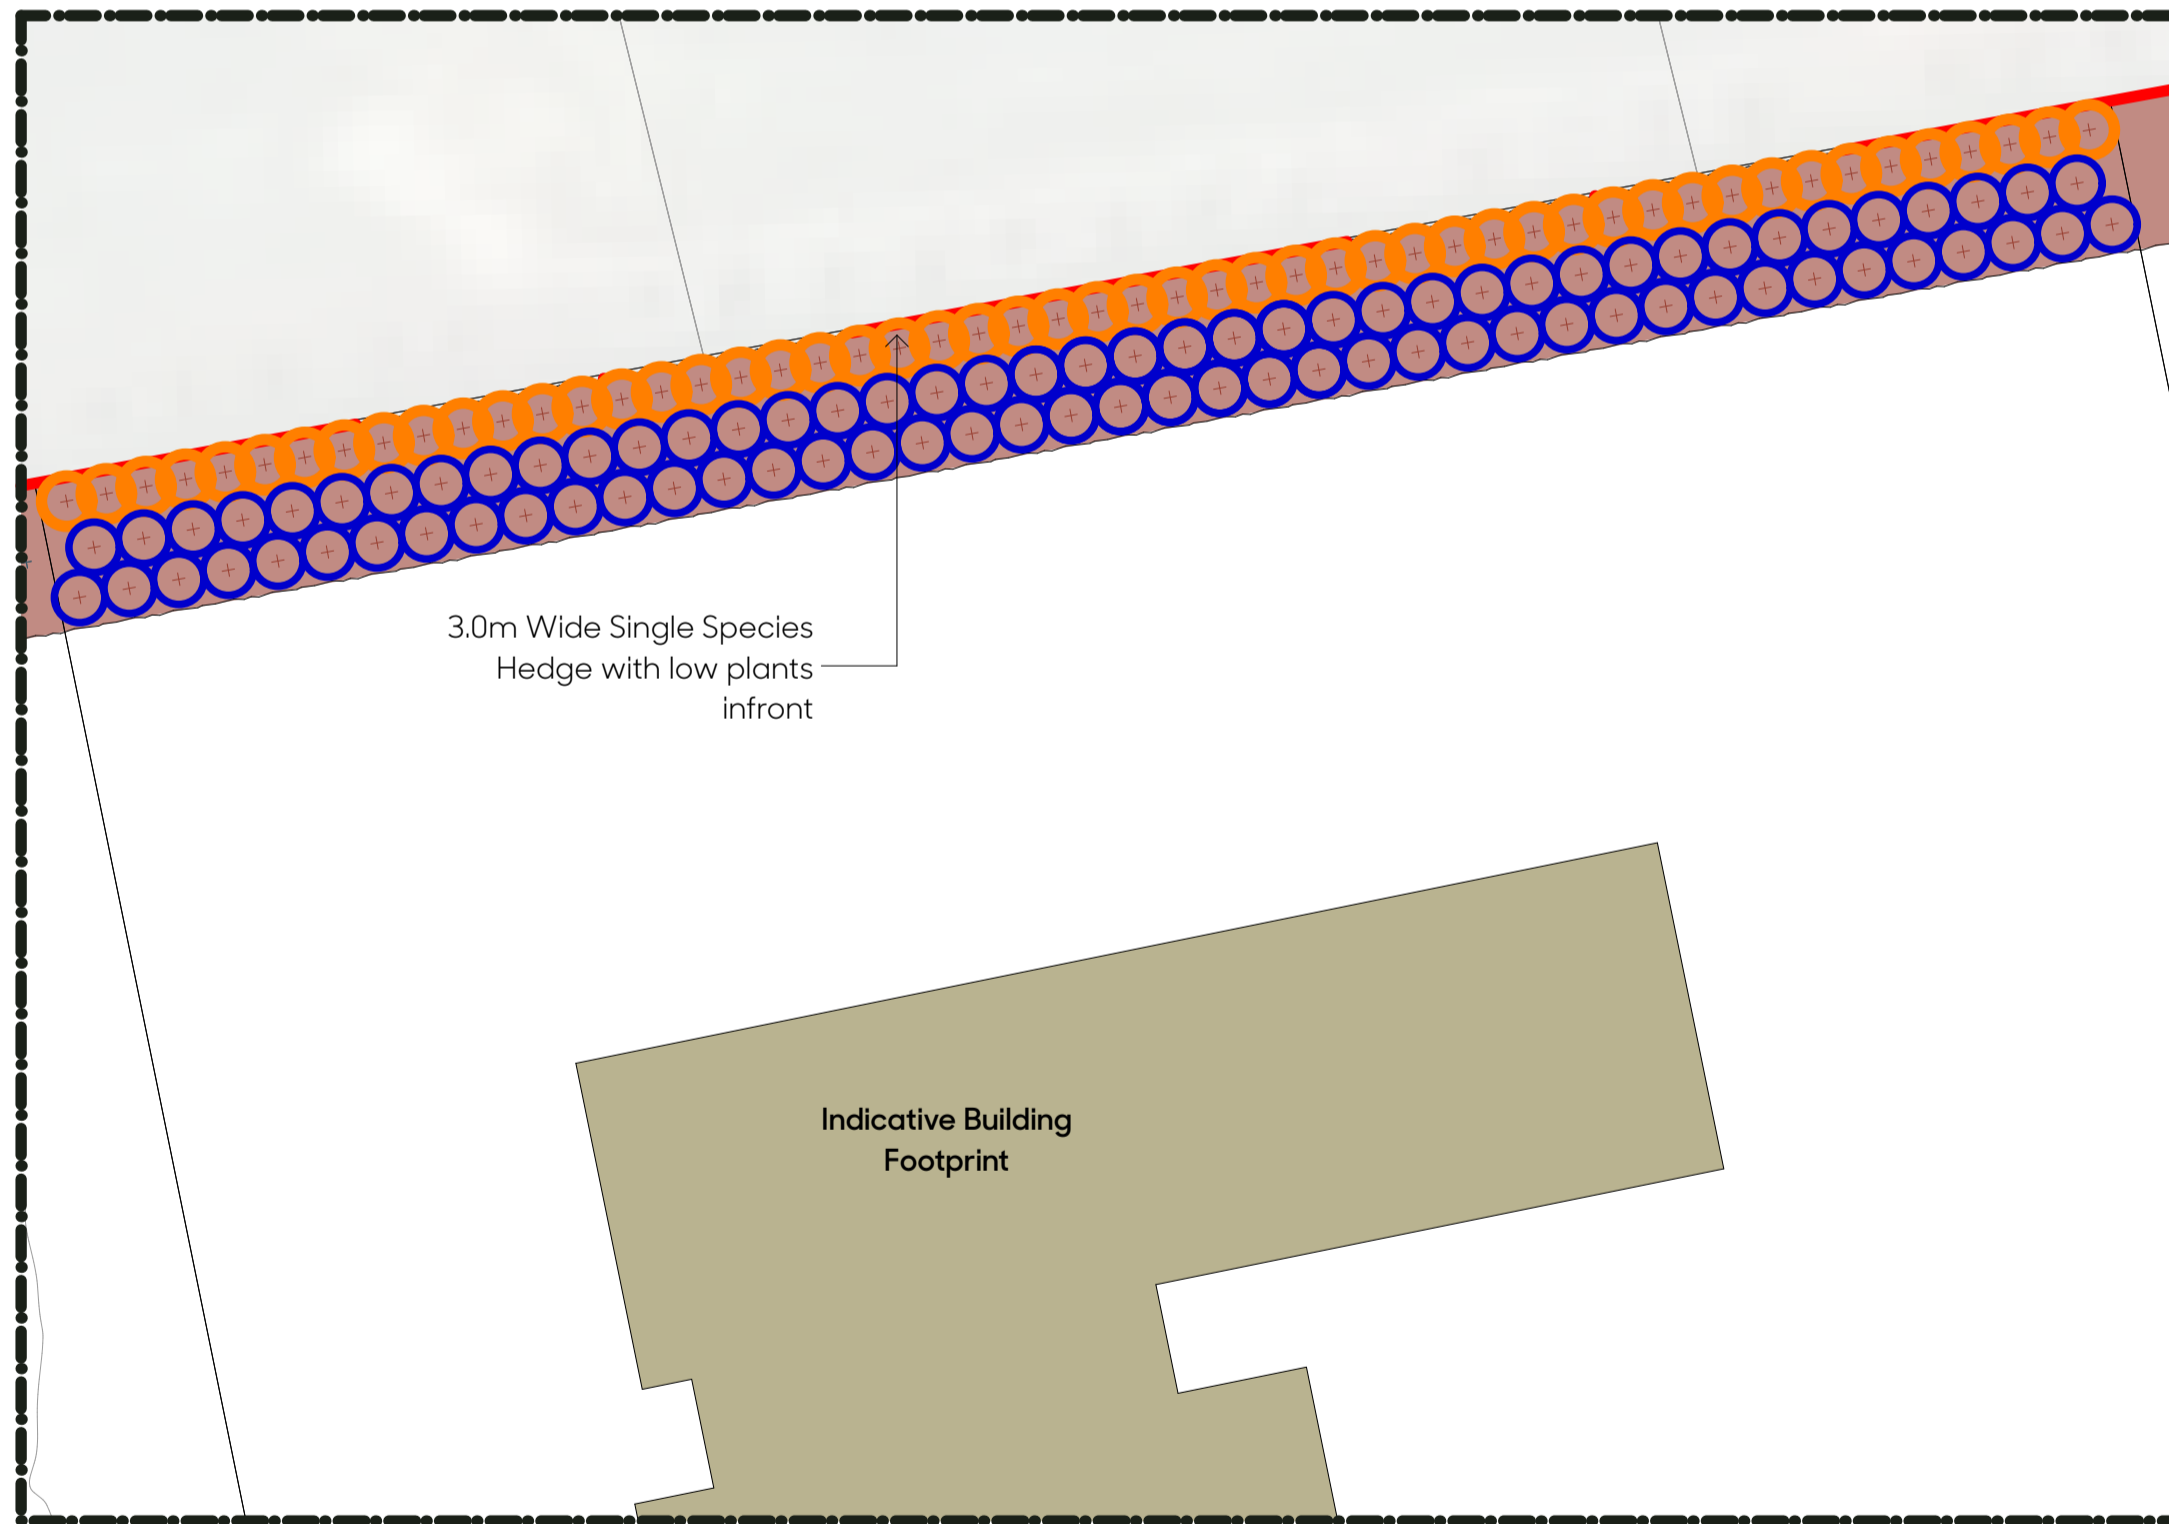 3.0m Wide Single Species
Hedge with low plants
infront
Indicative Building
Footprint